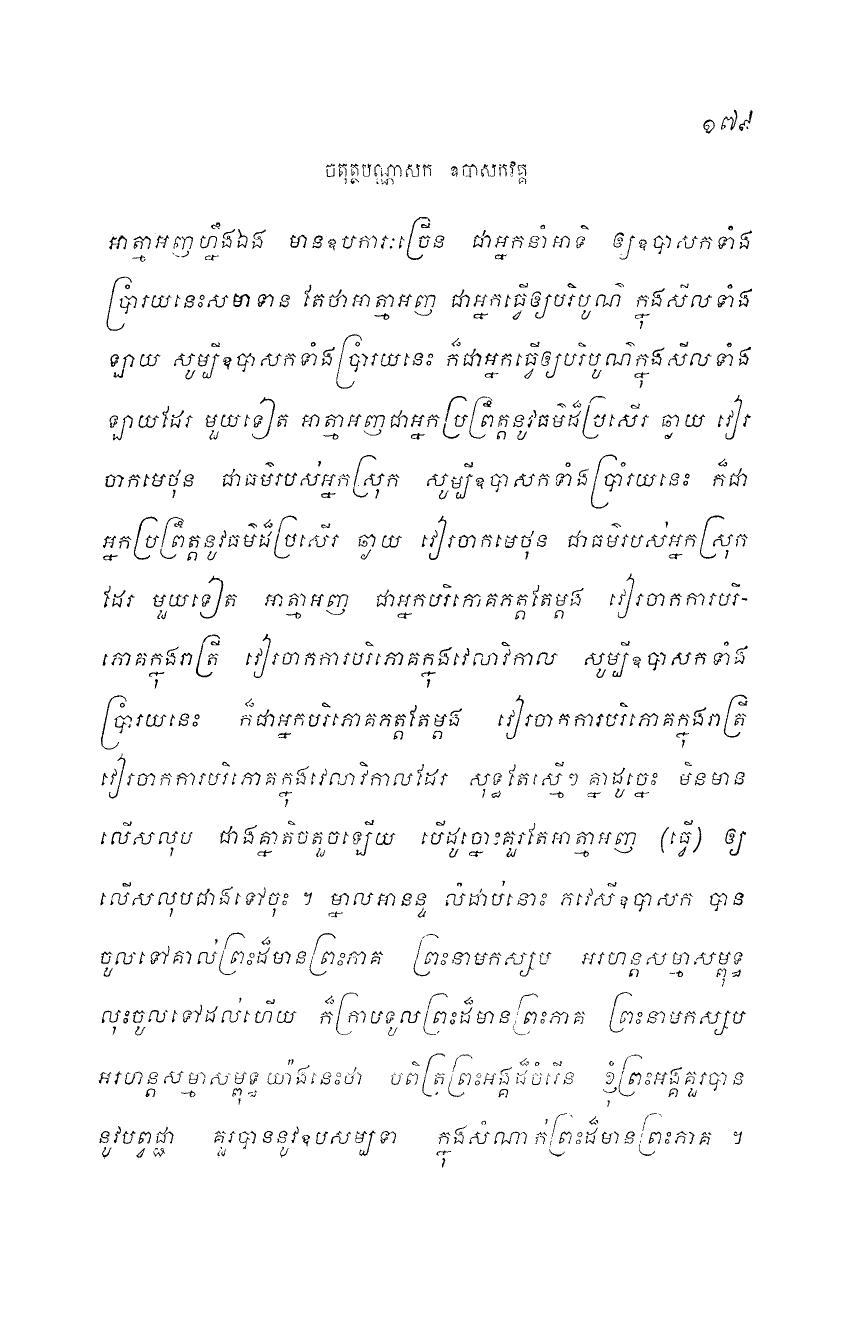 ១៧៩
ចតុត្ថបណ្ណាសក ឧបាសកវគ្គ
អាត្មាអញហ្នឹងឯង មានឧបការៈច្រើន ជាអ្នកនាំអាទិ៍ ឲ្យឧបាសកទាំង
ប្រាំរយនេះសមាទាន តែថាអាត្មាអញ ជាអ្នកធ្វើឲ្យបរិបូណ៌ ក្នុងសីលទាំង
ឡាយ សូម្បីឧបាសកទាំងប្រាំរយនេះ ក៏ជាអ្នកធ្វើឲ្យបរិបូណ៌ក្នុងសីលទាំង
ឡាយដែរ មួយទៀត អាត្មាអញជាអ្នកប្រព្រឹត្តនូវធម៌ដ៏ប្រសើរ ឆ្ងាយ វៀរ
ចាកមេថុន ជាធម៌របស់អ្នកស្រុក សូម្បីឧបាសកទាំងប្រាំរយនេះ ក៏ជា
អ្នកប្រព្រឹត្តនូវធម៌ដ៏ប្រសើរ ឆ្ងាយ វៀរចាកមេថុន ជាធម៌របស់អ្នកស្រុក
ដែរ មួយទៀត អាត្មាអញ ជាអ្នកបរិភោគភត្តតែម្តង វៀរចាកការបរិ-
ភោគក្នុងរាត្រី វៀរចាកការបរិភោគក្នុងវេលាវិកាល សូម្បីឧបាសកទាំង
ប្រាំរយនេះ ក៏ជាអ្នកបរិភោគភត្តតែម្តង វៀរចាកការបរិភោគក្នុងរាត្រី
វៀរចាកការបរិភោគក្នុងវេលាវិកាលដែរ សុទ្ធតែស្មើៗគ្នាដូច្នេះ មិនមាន
លើសលុប ជាងគ្នាតិចតួចឡើយ បើដូច្នោះគួរតែអាត្មាអញ (ធ្វើ) ឲ្យ
លើសលុបជាងទៅចុះ ។ ម្នាលអានន្ទ លំដាប់នោះ គវេសីឧបាសក បាន
ចូលទៅគាល់ព្រះដ៏មានព្រះភាគ ព្រះនាមកស្សប អរហន្តសម្មាសម្ពុទ្ធ
លុះចូលទៅដល់ហើយ ក៏ក្រាបទូលព្រះដ៏មានព្រះភាគ ព្រះនាមកស្សប
អរហន្តសម្មាសម្ពុទ្ធយ៉ាងនេះថា បពិត្រព្រះអង្គដ៏ចំរើន ខ្ញុំព្រះអង្គគួរបាន
នូវបព្វជ្ជា គួរបាននូវឧបសម្បទា ក្នុងសំណាក់ព្រះដ៏មានព្រះភាគ ។